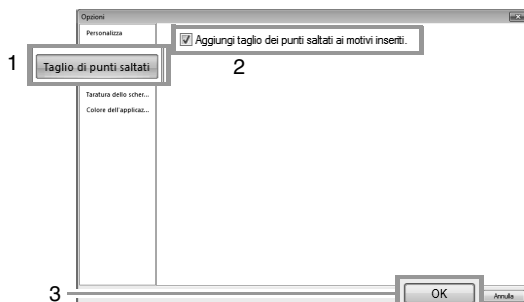 Opzioni
Personalizza
Aggiungi taglio dei punti saltati ai motivi inseriti.
1
Taglio di punti saltati
2
Taratura dello scher...
Colore dell'applicaz...
3
OK
Annulla